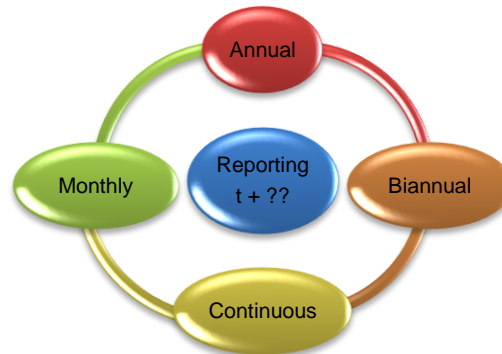 Annual
Monthly
Reporting
t + ??
Biannual
Continuous